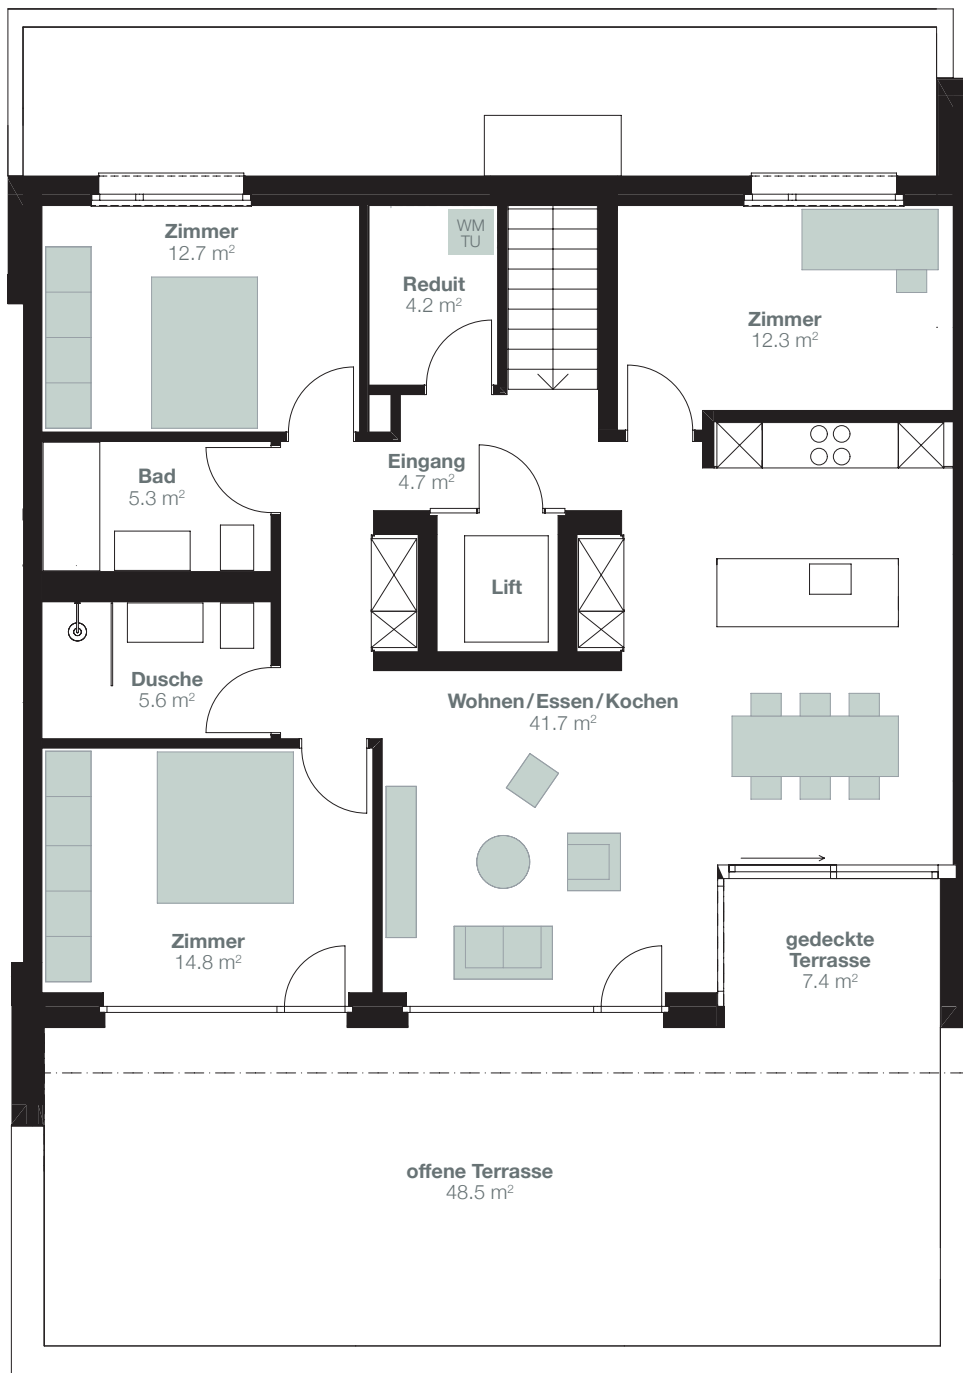 Zimmer
12.7 m²
WM
TU
Reduit
4.2 m²
Zimmer
12.3 m²
Eingang
4.7 m²
Bad
5.3 m²
Lift
Dusche
5.6 m²
Wohnen/Essen/Kochen
41.7 m²
Zimmer
14.8 m²
gedeckte
Terrasse
7.4 m²
offene Terrasse
48.5 m²